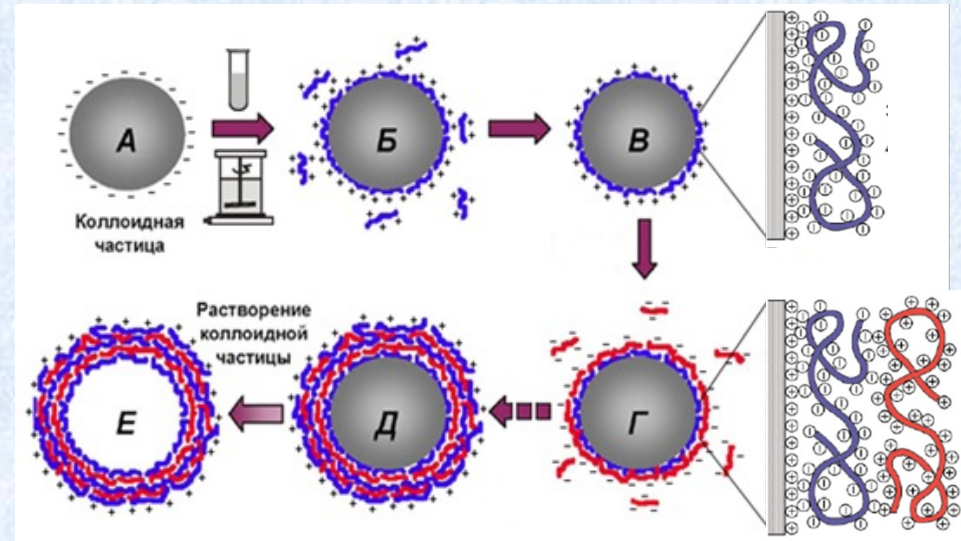 А
Б
В
Коллоидная
частица
Растворение
коллоидной
частицы
Е
Д
Г